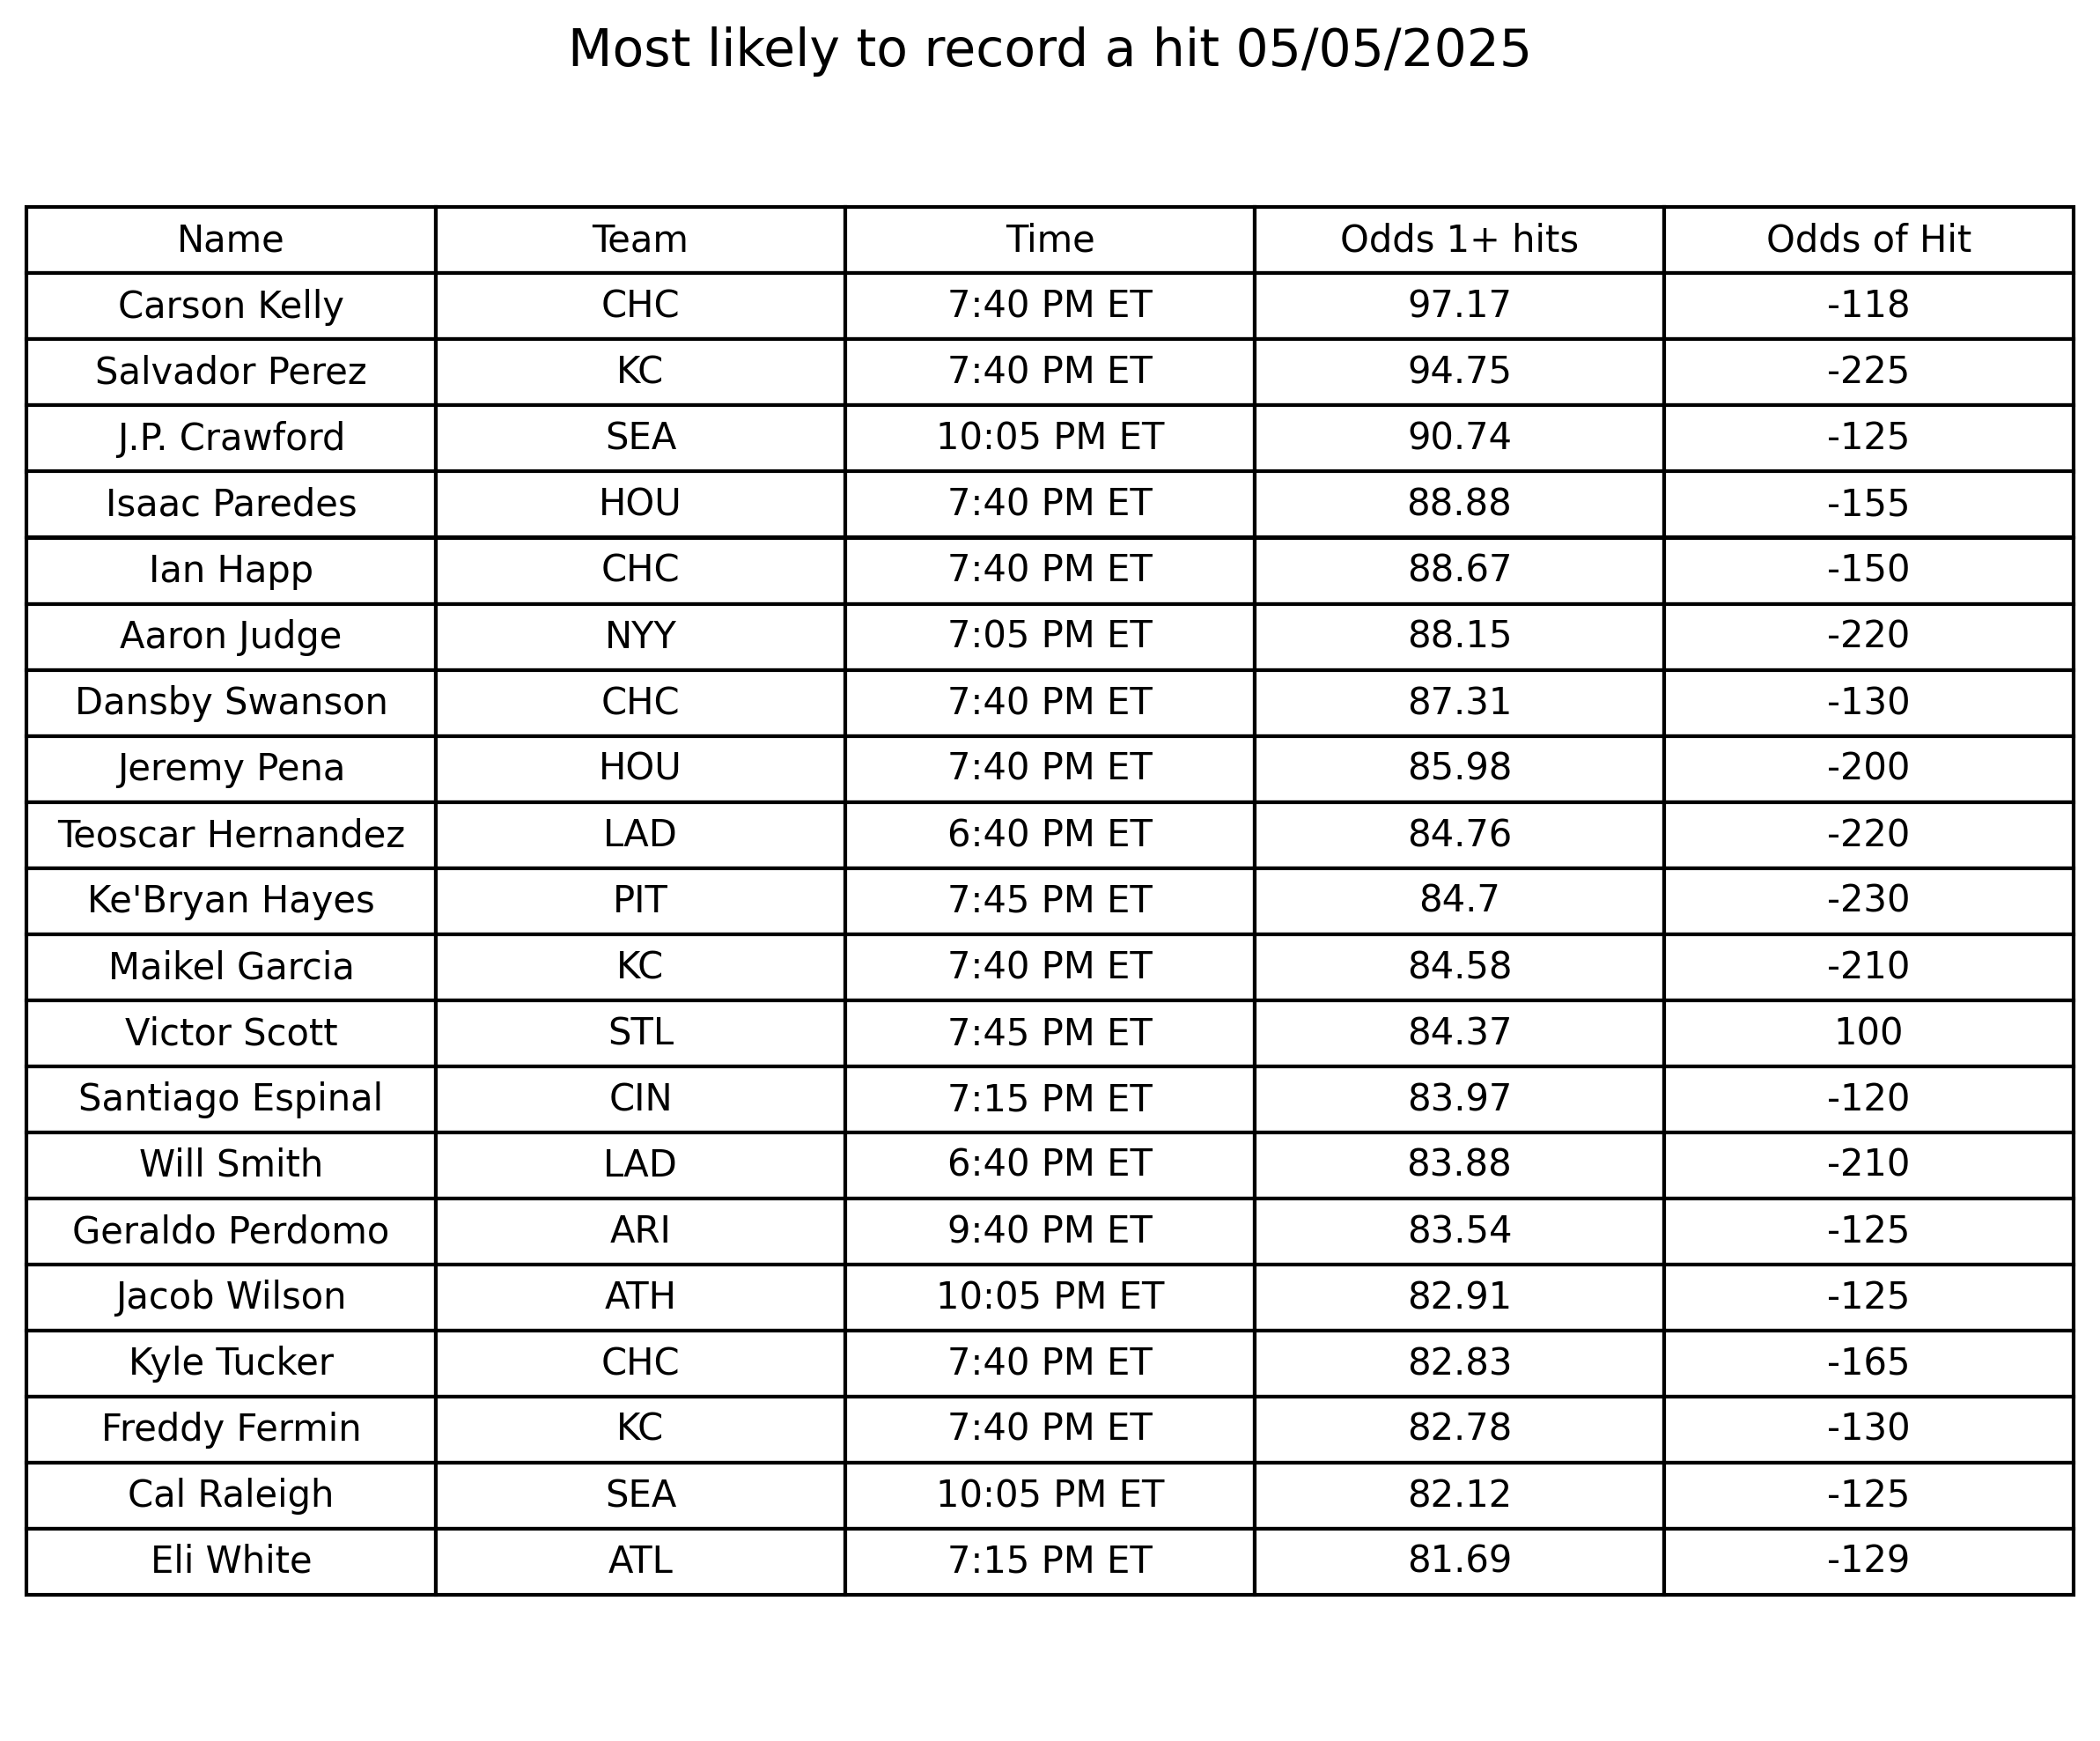 Most likely to record a hit 05/05/2025
Name Team Time Odds 1+ hits Odds of Hit
Carson Kelly CHC 7:40 PM ET 97.17 -118
Salvador Perez KC 7:40 PM ET 94.75 -225
J.P. Crawford SEA 10:05 PM ET 90.74 -125
Isaac Paredes HOU 7:40 PM ET 88.88 -155
Ian Happ CHC 7:40 PM ET 88.67 -150
Aaron Judge NYY 7:05 PM ET 88.15 -220
Dansby Swanson CHC 7:40 PM ET 87.31 -130
Jeremy Pena HOU 7:40 PM ET 85.98 -200
Teoscar Hernandez LAD 6:40 PM ET 84.76 -220
Ke'Bryan Hayes PIT 7:45 PM ET 84.7 -230
Maikel Garcia KC 7:40 PM ET 84.58 -210
Victor Scott STL 7:45 PM ET 84.37 100
Santiago Espinal CIN 7:15 PM ET 83.97 -120
Will Smith LAD 6:40 PM ET 83.88 -210
Geraldo Perdomo ARI 9:40 PM ET 83.54 -125
Jacob Wilson ATH 10:05 PM ET 82.91 -125
Kyle Tucker CHC 7:40 PM ET 82.83 -165
Freddy Fermin KC 7:40 PM ET 82.78 -130
Cal Raleigh SEA 10:05 PM ET 82.12 -125
Eli White ATL 7:15 PM ET 81.69 -129